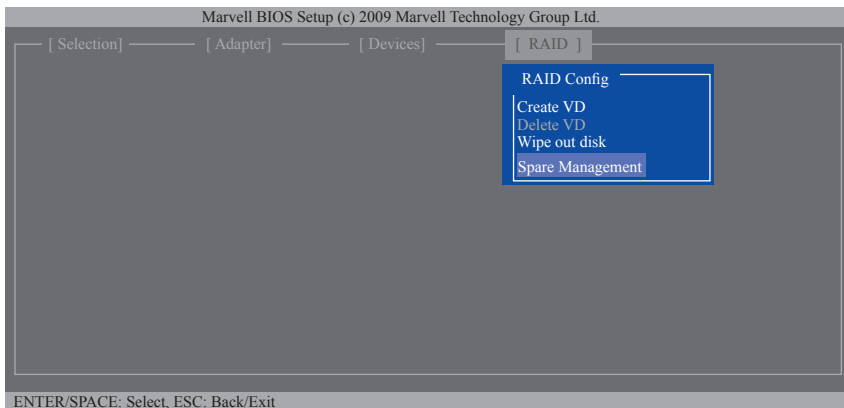 Marvell BIOS Setup (c) 2009 Marvell Technology Group Ltd.
[ Selection] [ Adapter] [ Devices] [ RAID ]
RAID Config
Create VD
Delete VD
Wipe out disk
Spare Management
ENTER/SPACE: Select, ESC: Back/Exit